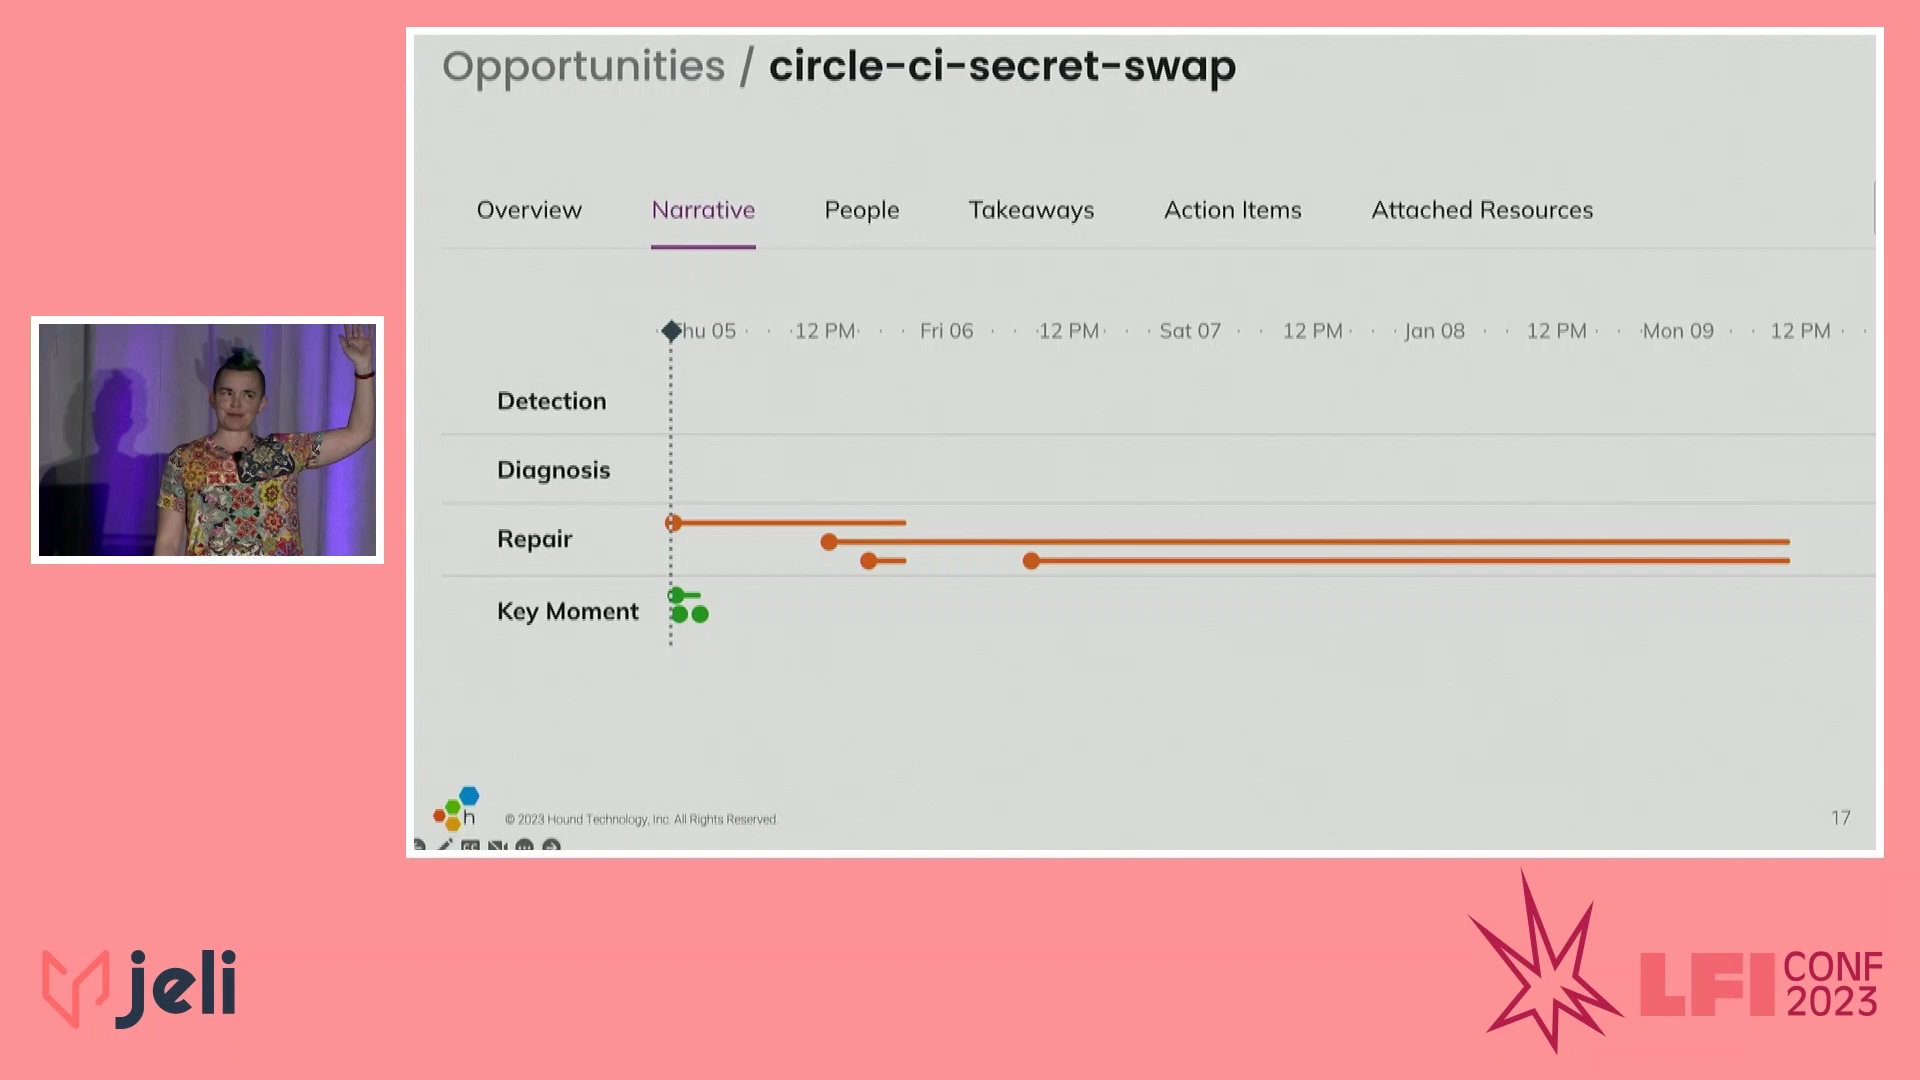 Opportunities / circle-ci-secret-swap
Overview Narrative People Takeaways Action Items Attached Resources
hu 05 12 PM Fri 06 12 PM Sat 07 12 PM Jan 08 12 PM Mon 09 12 PM
Detection
Diagnosis
Repair
Key Moment
h © 2023 Hound Technology, Inc. All Rights Reserved. 17
CC
jeli
LFI CONF
2023